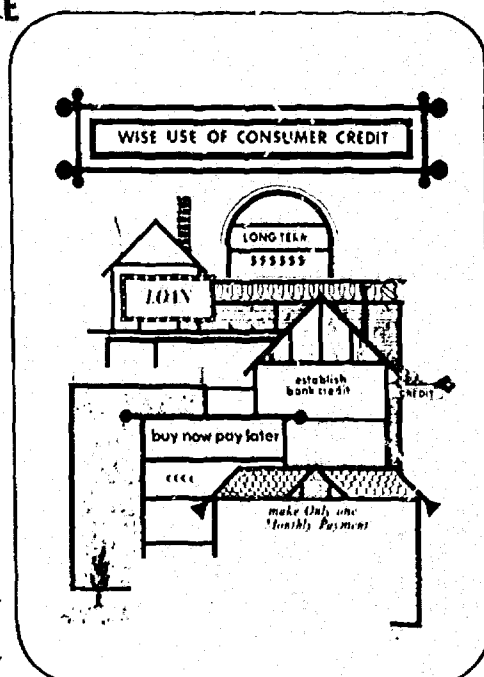 WISE USE OF CONSUMER CREDIT
LONG TERM
$$$$$$
LOAN
establish
bank credit
CREDIT
buy now pay later
¢¢¢¢
make Only one
Monthly Payment